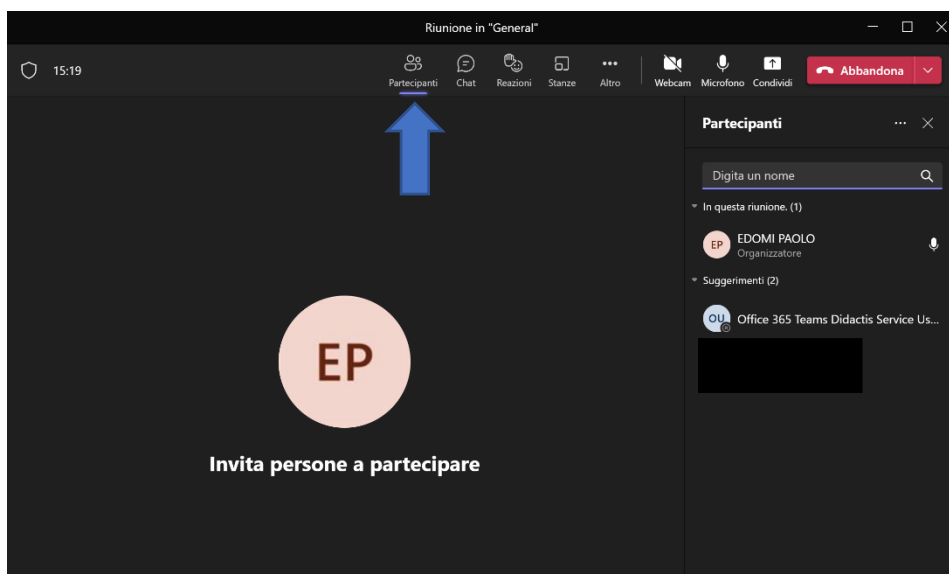 Riunione in "General"
15:19
Partecipanti Chat Reazioni Stanze Altro Webcam Microfono Condividi Abbandona
Partecipanti
Digita un nome
In questa riunione. (1)
EP EDOMI PAOLO
Organizzatore
Suggerimenti (2)
OU Office 365 Teams Didactis Service Us...
EP
Invita persone a partecipare